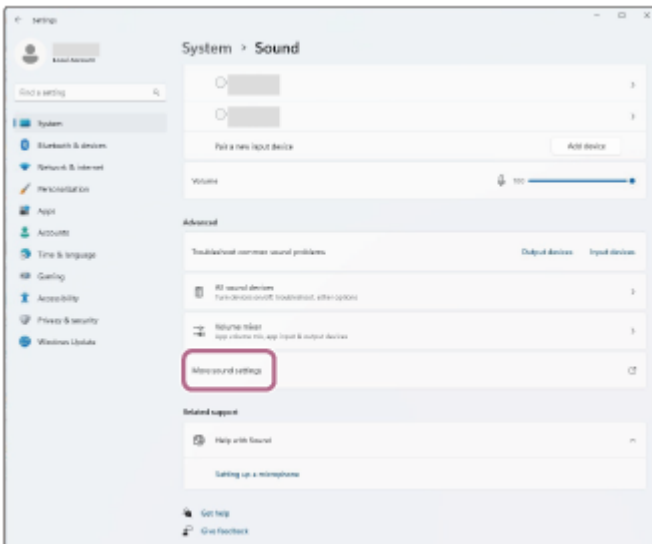 Settings
System > Sound
Local Account
Find a setting
System
Bluetooth & devices
Network & internet
Personalization
Apps
Accounts
Time & language
Gaming
Accessibility
Privacy & security
Windows Update
Pair a new input device
Add device
Volume
100
Advanced
Troubleshoot common sound problems
Output devices
Input devices
All sound devices
Turn devices on/off, troubleshoot, other options
Volume mixer
App volume mix, app input & output devices
More sound settings
Related support
Help with Sound
Setting up a microphone
Get help
Give feedback